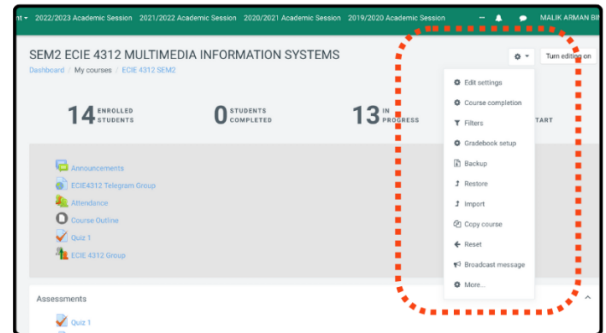 2022/2023 Academic Session 2021/2022 Academic Session 2020/2021 Academic Session 2019/2020 Academic Session MALIK ARMAN
SEM2 ECIE 4312 MULTIMEDIA INFORMATION SYSTEMS
Turn editing on
Dashboard / My courses / ECIE 4312 SEM2
14 ENROLLED STUDENTS
0 STUDENTS COMPLETED
13 IN PROGRESS
Announcements
ECIE4312 Telegram Group
Attendance
Course Outline
Quiz 1
ECIE 4312 Group
Assessments
Quiz 1
Edit settings
Course completion
Filters
Gradebook setup
Backup
Restore
Import
Copy course
Reset
Broadcast message
More...